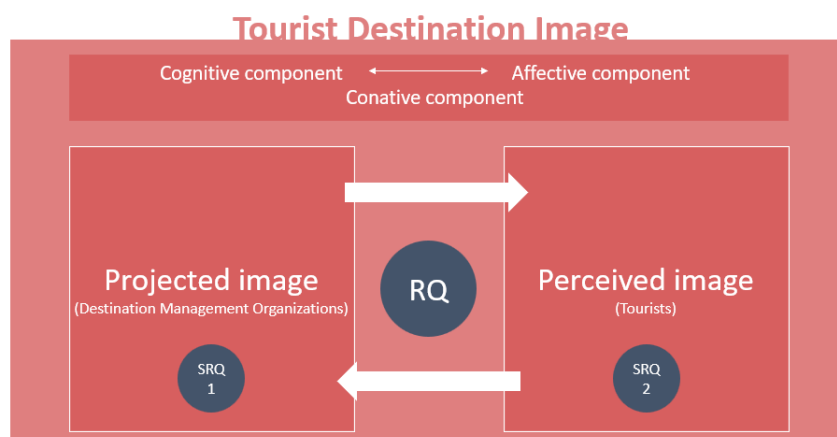 Tourist Destination Image
Cognitive component
Affective component
Conative component
Projected image
(Destination Management Organizations)
SRQ
1
RQ
Perceived image
(Tourists)
SRQ
2